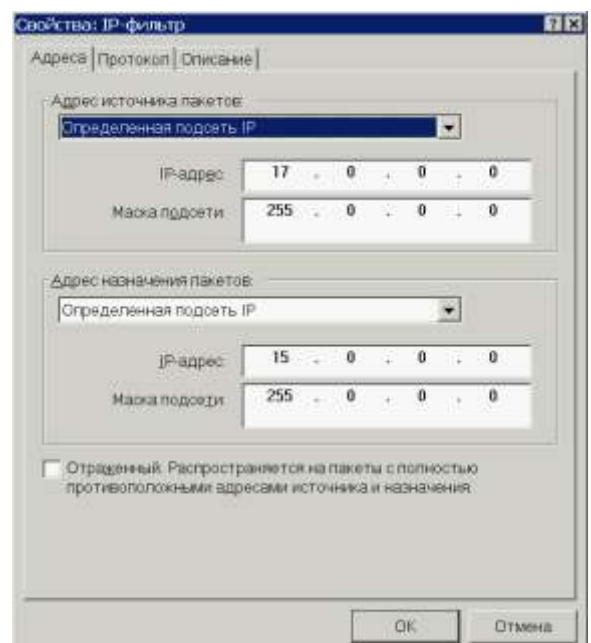 Свойства: IP-фильтр
Адреса Протокол Описание
Адрес источника пакетов:
Определенная подсеть IP
IP-адрес: 17 . 0 . 0 . 0
Маска подсети: 255 . 0 . 0 . 0
Адрес назначения пакетов:
Определенная подсеть IP
IP-адрес: 15 . 0 . 0 . 0
Маска подсети: 255 . 0 . 0 . 0
Отраженный. Распространяется на пакеты с полностью
противоположными адресами источника и назначения
OK Отмена